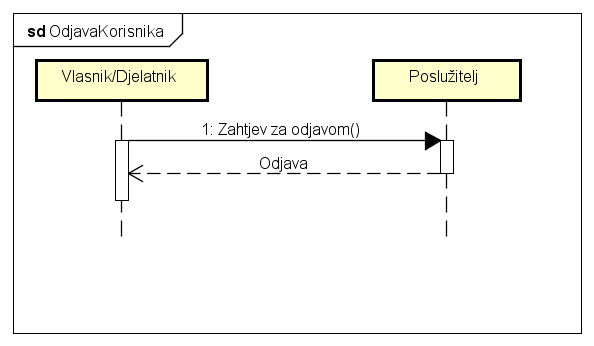 sd OdjavaKorisnika
Vlasnik/Djelatnik
Poslužitelj
1: Zahtjev za odjavom()
Odjava